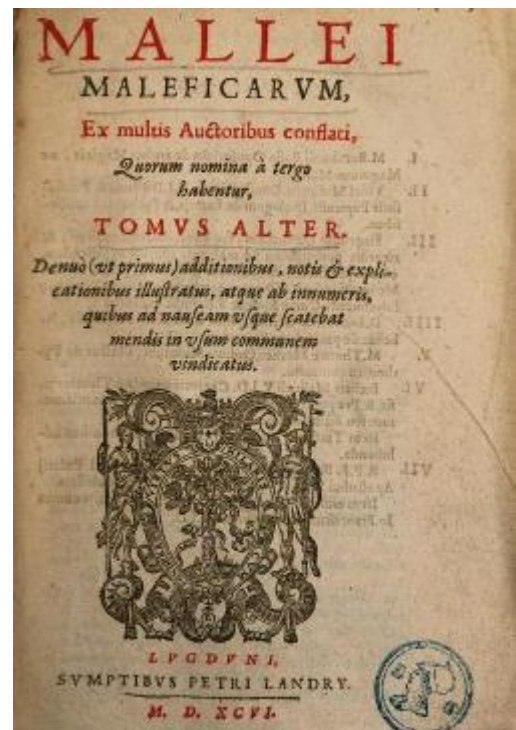 MALLEI
MALEFICARVM,
Ex multis Auctoribus conflati,
Quorum nomina à tergo
habentur,
TOMVS ALTER.
Denuò (vt primus) additionibus, notis & expli-
cationibus illuſtratus, atque ab innumeris,
quibus ad nauſeam vſque ſcatebat
mendis in vſum communem
vindicatus.
LVGDVNI,
SVMPTIBVS PETRI LANDRY.
M. D. XCVI.